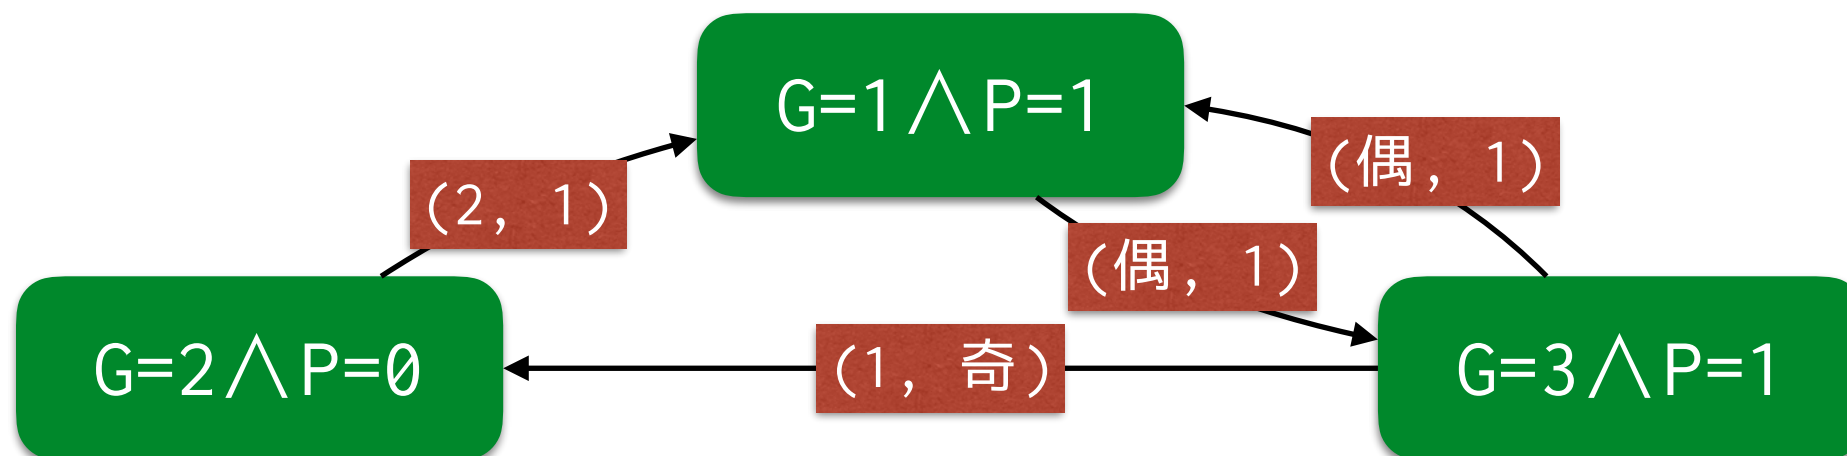 G=1∧P=1
(偶, 1)
(2, 1)
(偶, 1)
G=2∧P=0
(1, 奇)
G=3∧P=1